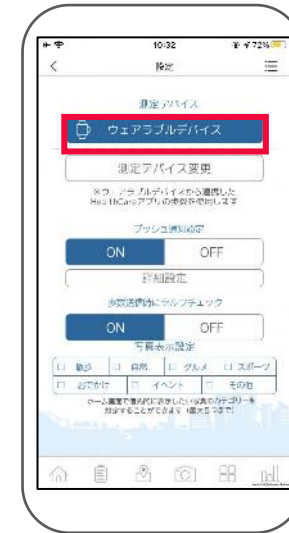 10:32
72%
設定
測定デバイス
ウェアラブルデバイス
測定デバイス変更
※ウェアラブルデバイスから連携した
HealthCareアプリの歩数を使用します
プッシュ通知設定
ON OFF
詳細設定
歩数送信時にセルフチェック
ON OFF
写真表示設定
散歩 自然 グルメ スポーツ
おでかけ イベント その他
ホーム画面で優先的に表示したい写真のカテゴリーを
設定することができます（最大5つまで）